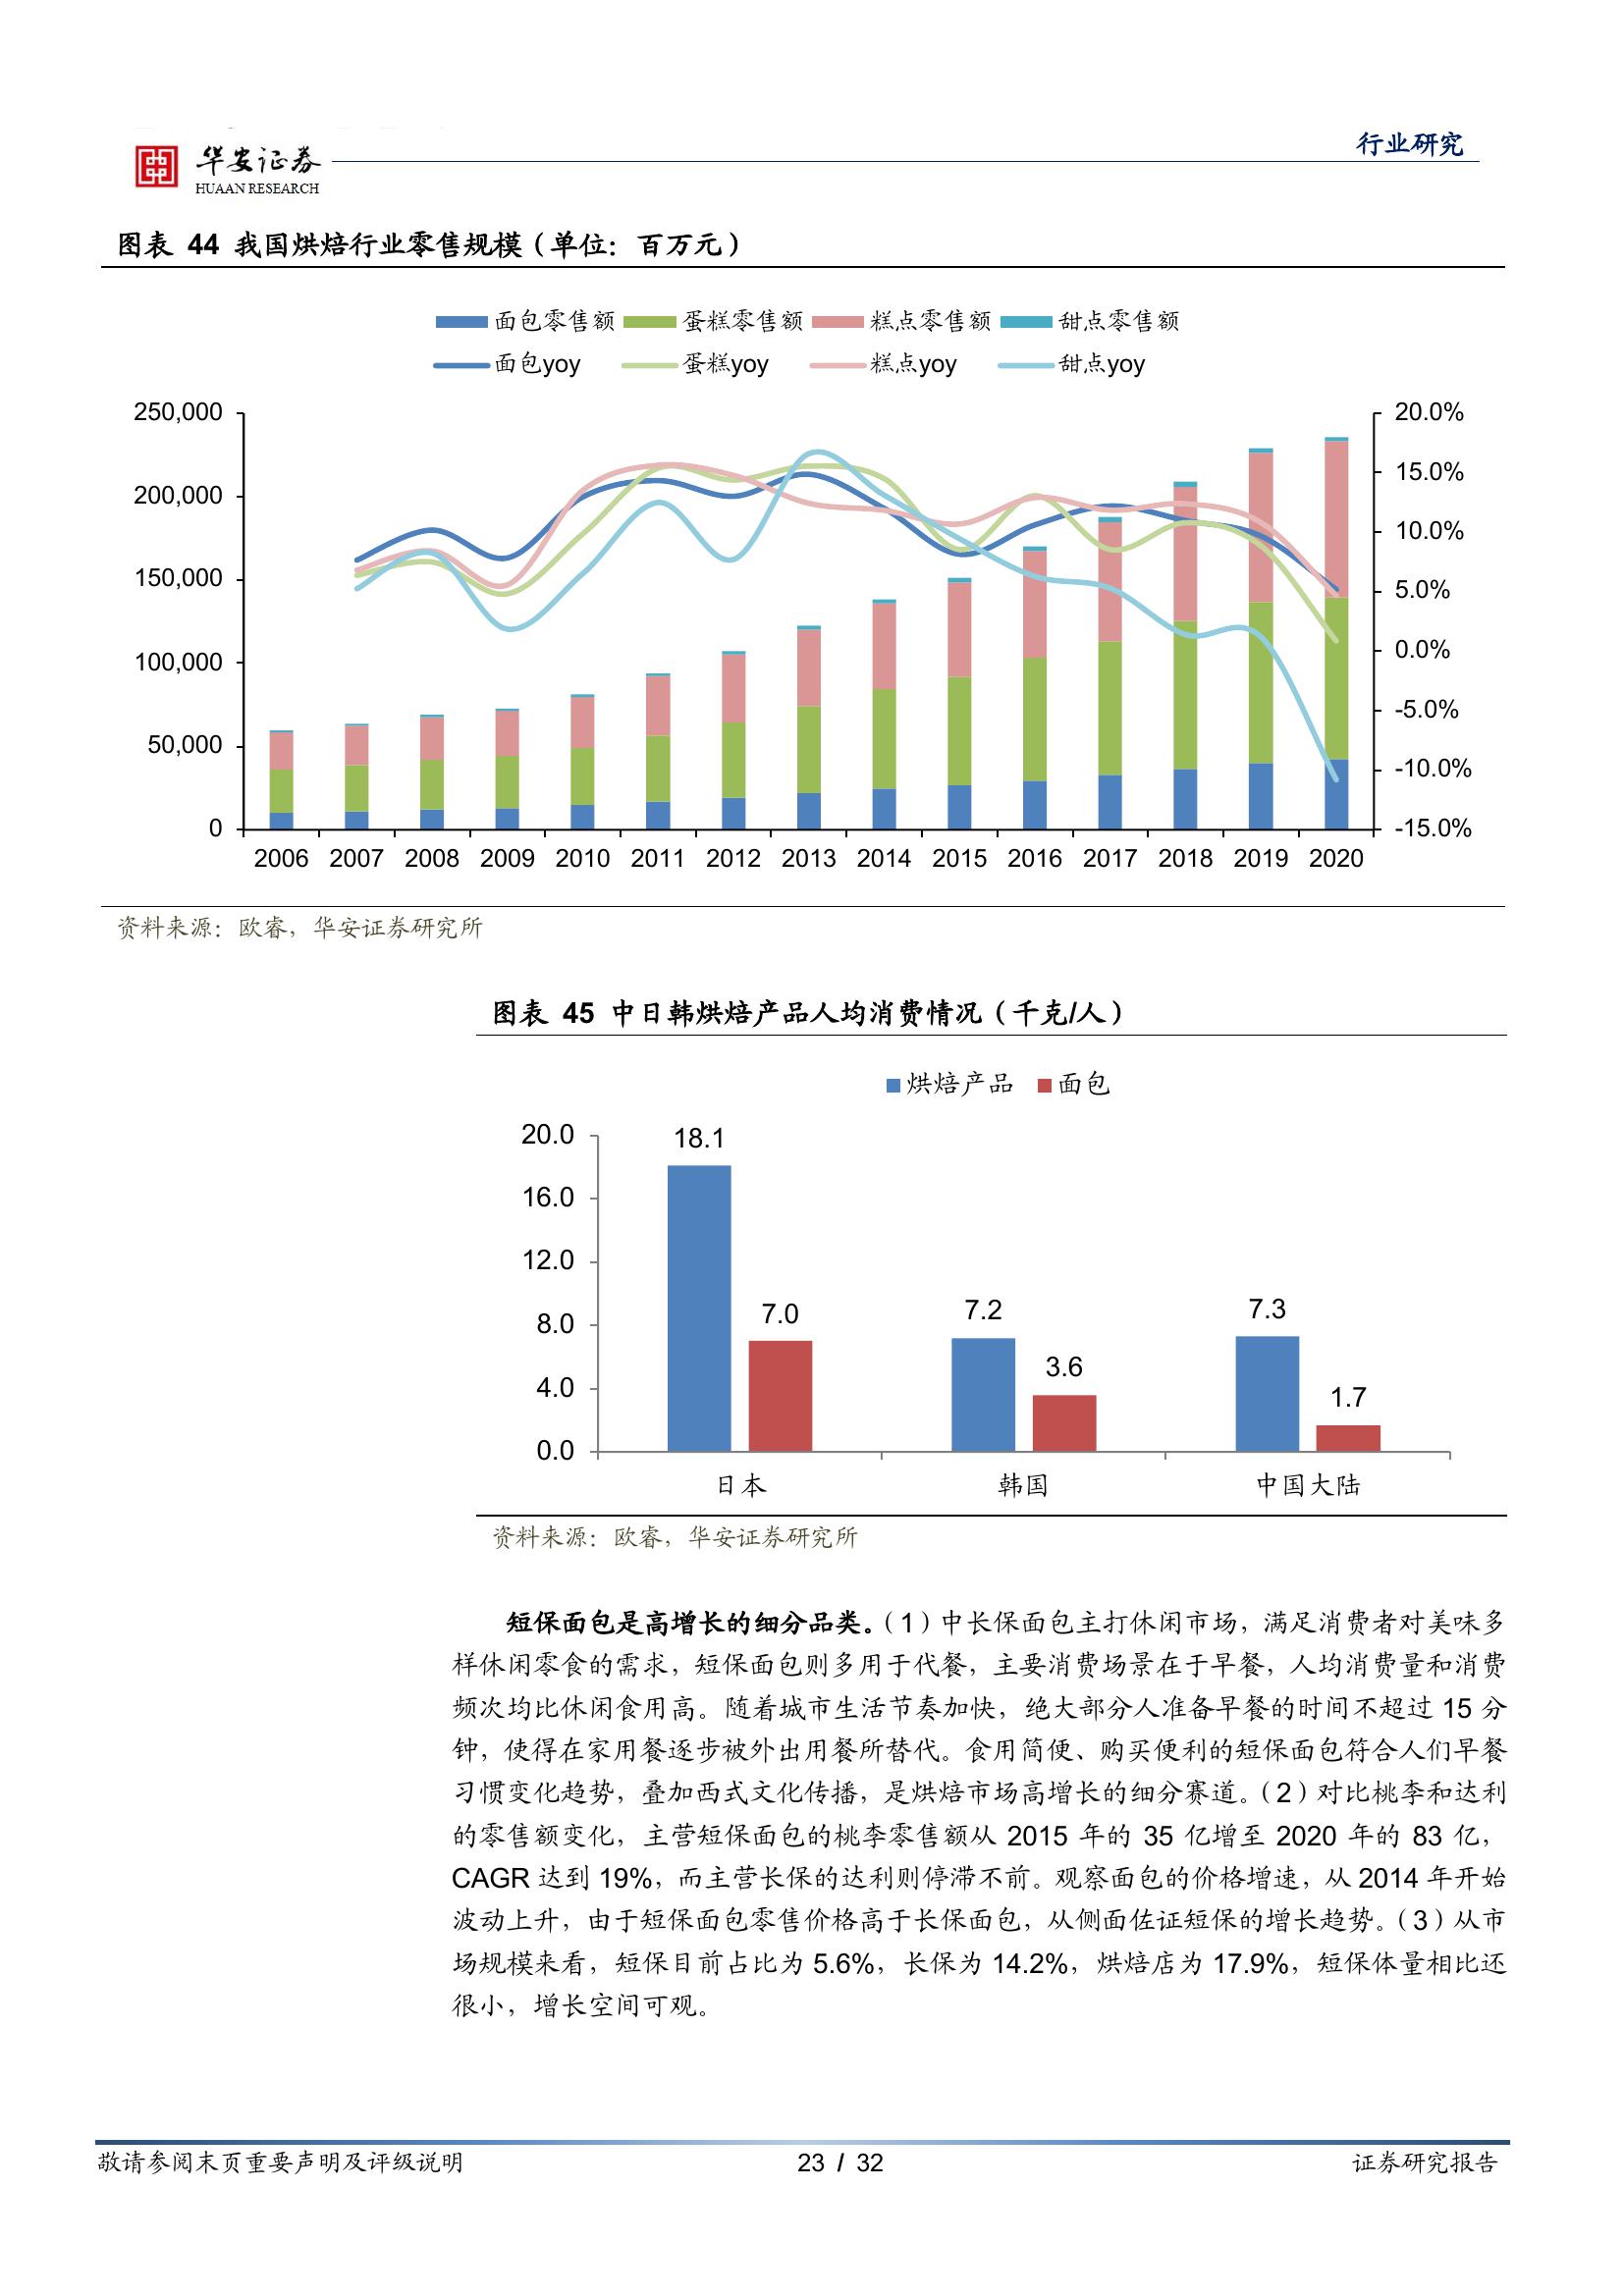 华安证券
HUAAN RESEARCH
行业研究
图表 44 我国烘焙行业零售规模（单位：百万元）
面包零售额 蛋糕零售额 糕点零售额 甜点零售额
面包yoy 蛋糕yoy 糕点yoy 甜点yoy
250,000
200,000
150,000
100,000
50,000
0
20.0%
15.0%
10.0%
5.0%
0.0%
-5.0%
-10.0%
-15.0%
2006 2007 2008 2009 2010 2011 2012 2013 2014 2015 2016 2017 2018 2019 2020
资料来源：欧睿，华安证券研究所
图表 45 中日韩烘焙产品人均消费情况（千克/人）
烘焙产品 面包
20.0
16.0
12.0
8.0
4.0
0.0
18.1
7.0
7.2
3.6
7.3
1.7
日本 韩国 中国大陆
资料来源：欧睿，华安证券研究所
短保面包是高增长的细分品类。（1）中长保面包主打休闲市场，满足消费者对美味多
样休闲零食的需求，短保面包则多用于代餐，主要消费场景在于早餐，人均消费量和消费
频次均比休闲食用高。随着城市生活节奏加快，绝大部分人准备早餐的时间不超过 15 分
钟，使得在家用餐逐步被外出用餐所替代。食用简便、购买便利的短保面包符合人们早餐
习惯变化趋势，叠加西式文化传播，是烘焙市场高增长的细分赛道。（2）对比桃李和达利
的零售额变化，主营短保面包的桃李零售额从 2015 年的 35 亿增至 2020 年的 83 亿，
CAGR 达到 19%，而主营长保的达利则停滞不前。观察面包的价格增速，从 2014 年开始
波动上升，由于短保面包零售价格高于长保面包，从侧面佐证短保的增长趋势。（3）从市
场规模来看，短保目前占比为 5.6%，长保为 14.2%，烘焙店为 17.9%，短保体量相比还
很小，增长空间可观。
敬请参阅末页重要声明及评级说明 23 / 32 证券研究报告